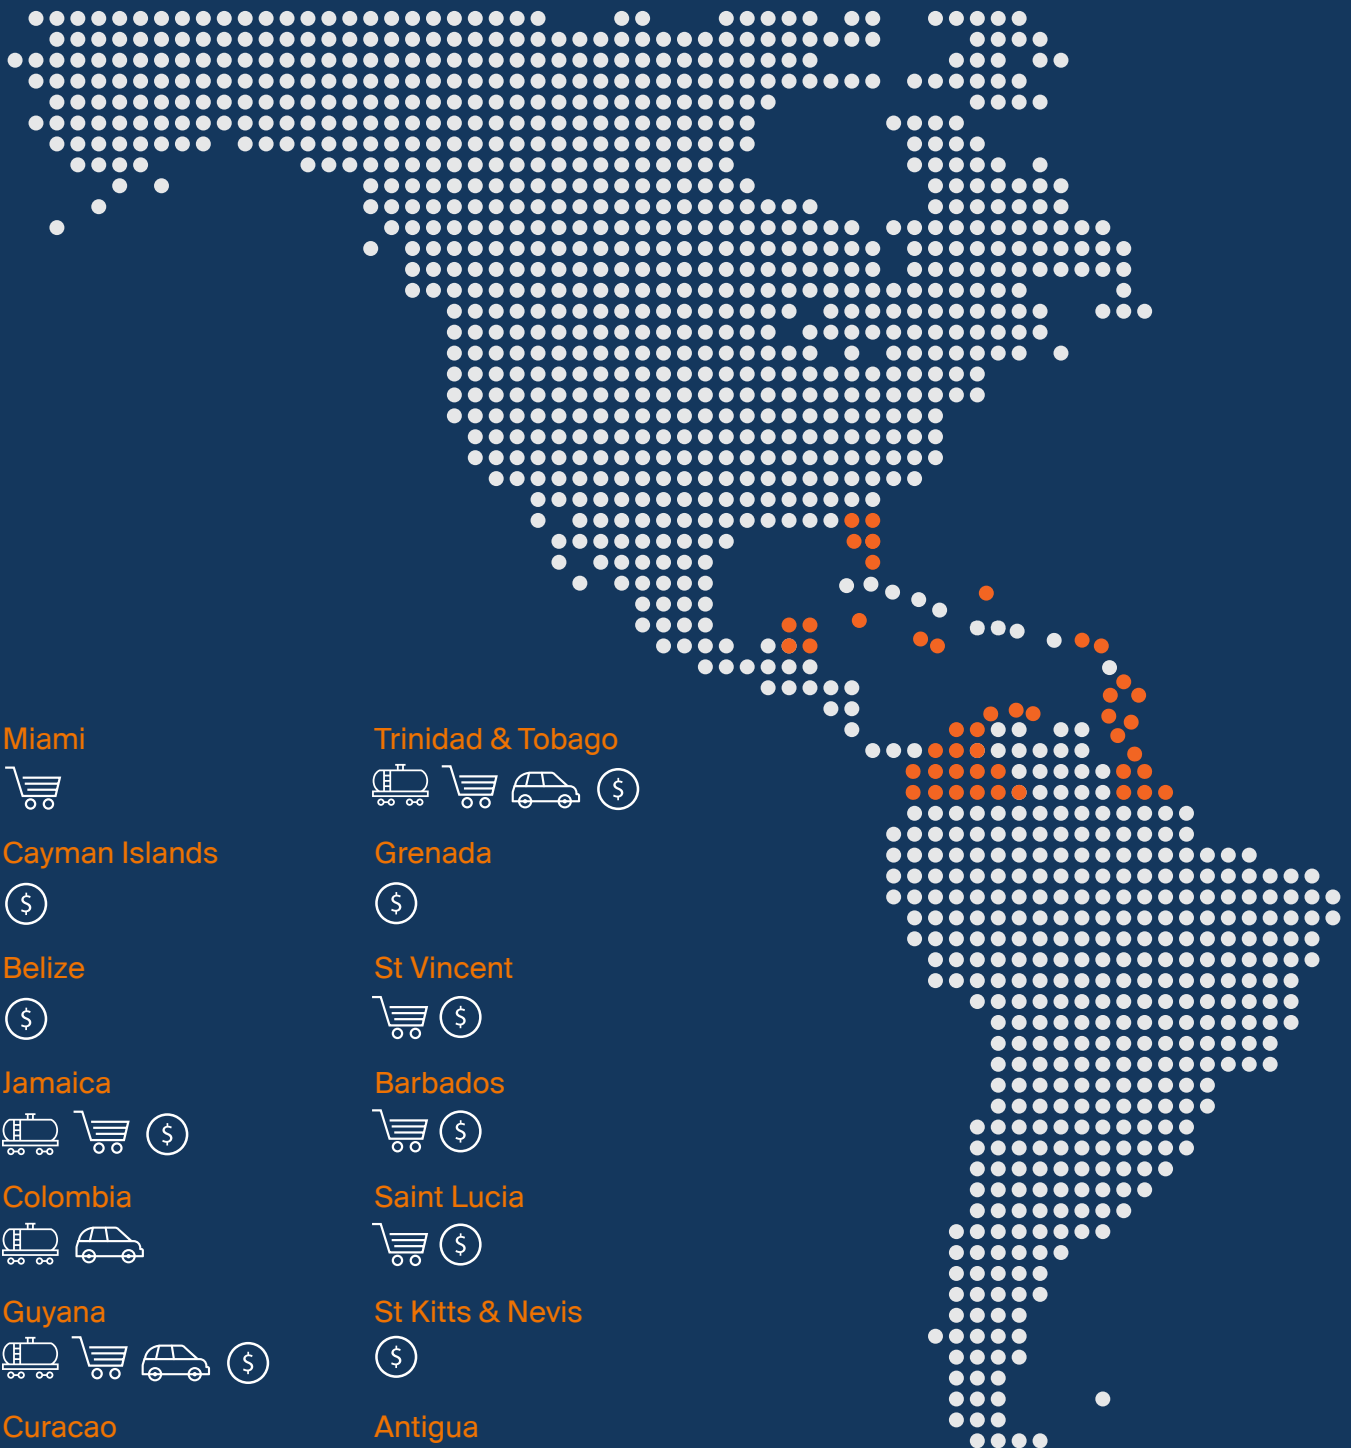 Miami
Cayman Islands
$
Belize
$
Jamaica
$
Colombia
Guyana
$
Curacao
Trinidad & Tobago
$
Grenada
$
St Vincent
$
Barbados
$
Saint Lucia
$
St Kitts & Nevis
$
Antigua